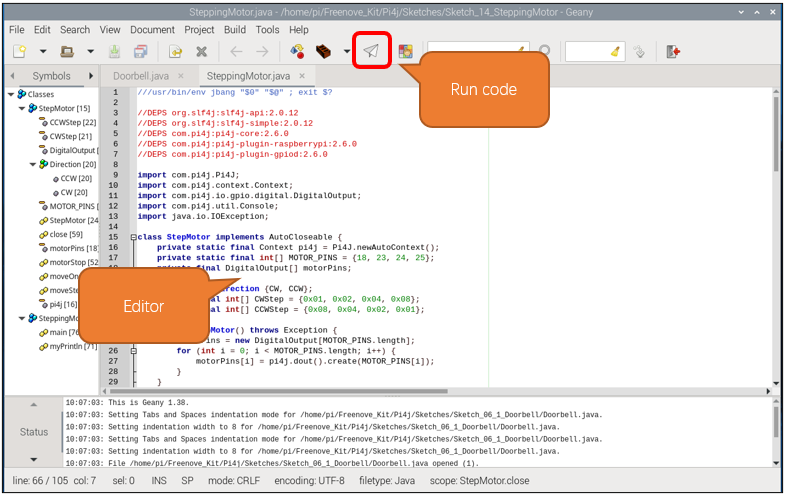 SteppingMotor.java - /home/pi/Freenove_Kit/Pi4j/Sketches/Sketch_14_SteppingMotor - Geany
File Edit Search View Document Project Build Tools Help
Run code
Symbols
Doorbell.java
SteppingMotor.java
Classes
StepMotor [15]
CCWStep [22]
CWStep [21]
DigitalOutput [
Direction [20]
CCW [20]
CW [20]
MOTOR_PINS [
StepMotor [24
close [59]
motorPins [18]
motorStop [52
moveOn
moveSte
pi4j [16]
SteppingM
main [76
myPrintln [71]
1 ///usr/bin/env jbang "$0" "$@" ; exit $?
2
3 //DEPS org.slf4j:slf4j-api:2.0.12
4 //DEPS org.slf4j:slf4j-simple:2.0.12
5 //DEPS com.pi4j:pi4j-core:2.6.0
6 //DEPS com.pi4j:pi4j-plugin-raspberrypi:2.6.0
7 //DEPS com.pi4j:pi4j-plugin-gpiod:2.6.0
8
9 import com.pi4j.Pi4J;
10 import com.pi4j.context.Context;
11 import com.pi4j.io.gpio.digital.DigitalOutput;
12 import com.pi4j.util.Console;
13 import java.io.IOException;
14
15 class StepMotor implements AutoCloseable {
16 private static final Context pi4j = Pi4J.newAutoContext();
17 private static final int[] MOTOR_PINS = {18, 23, 24, 25};
18 private final DigitalOutput[] motorPins;
rection {CW, CCW};
al int[] CWStep = {0x01, 0x02, 0x04, 0x08};
al int[] CCWStep = {0x08, 0x04, 0x02, 0x01};
Motor() throws Exception {
ins = new DigitalOutput[MOTOR_PINS.length];
26 for (int i = 0; i < MOTOR_PINS.length; i++) {
27 motorPins[i] = pi4j.dout().create(MOTOR_PINS[i]);
28 }
29 }
Editor
Status
10:07:03: This is Geany 1.38.
10:07:03: Setting Tabs and Spaces indentation mode for /home/pi/Freenove_Kit/Pi4j/Sketches/Sketch_06_1_Doorbell/Doorbell.java.
10:07:03: Setting indentation width to 8 for /home/pi/Freenove_Kit/Pi4j/Sketches/Sketch_06_1_Doorbell/Doorbell.java.
10:07:03: Setting Tabs and Spaces indentation mode for /home/pi/Freenove_Kit/Pi4j/Sketches/Sketch_06_1_Doorbell/Doorbell.java.
10:07:03: Setting indentation width to 8 for /home/pi/Freenove_Kit/Pi4j/Sketches/Sketch_06_1_Doorbell/Doorbell.java.
10:07:03: File /home/pi/Freenove_Kit/Pi4j/Sketches/Sketch_06_1_Doorbell/Doorbell.java opened (1).
line: 66 / 105 col: 7 sel: 0 INS SP mode: CRLF encoding: UTF-8 filetype: Java scope: StepMotor.close